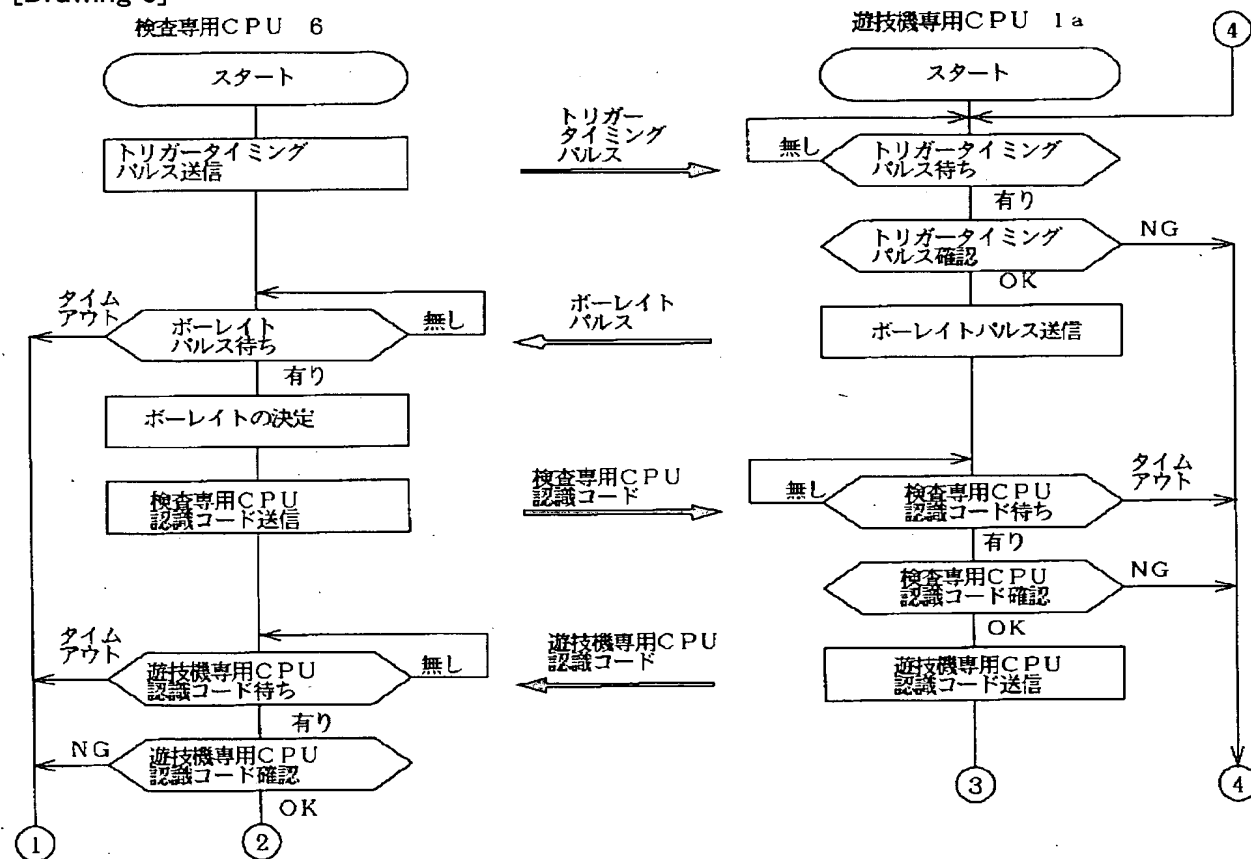 検査専用CPU 6
スタート
トリガータイミング
パルス送信
タイム
アウト
ボーレイト
パルス待ち
無し
有り
ボーレイトの決定
検査専用CPU
認識コード送信
タイム
アウト
遊技機専用CPU
認識コード待ち
無し
有り
NG
遊技機専用CPU
認識コード確認
OK
1
2
トリガー
タイミング
パルス
ボーレイト
パルス
検査専用CPU
認識コード
遊技機専用CPU
認識コード
遊技機専用CPU 1a
4
スタート
無し
トリガータイミング
パルス待ち
有り
トリガータイミング
パルス確認
NG
OK
ボーレイトパルス送信
無し
検査専用CPU
認識コード待ち
タイム
アウト
有り
検査専用CPU
認識コード確認
NG
OK
遊技機専用CPU
認識コード送信
3
4